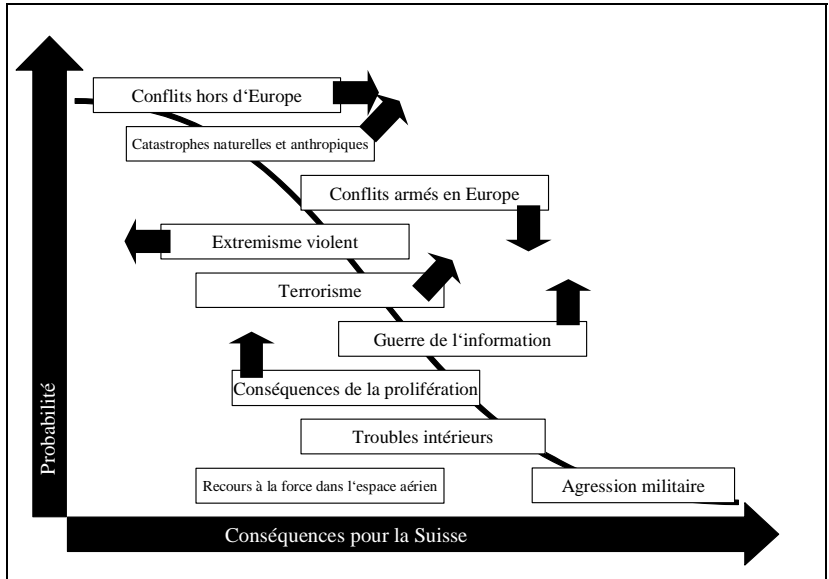 Conflits hors d‘Europe
Catastrophes naturelles et anthropiques
Conflits armés en Europe
Extremisme violent
Terrorisme
Guerre de l‘information
Conséquences de la prolifération
Troubles intérieurs
Recours à la force dans l‘espace aérien
Agression militaire
Probabilité
Conséquences pour la Suisse